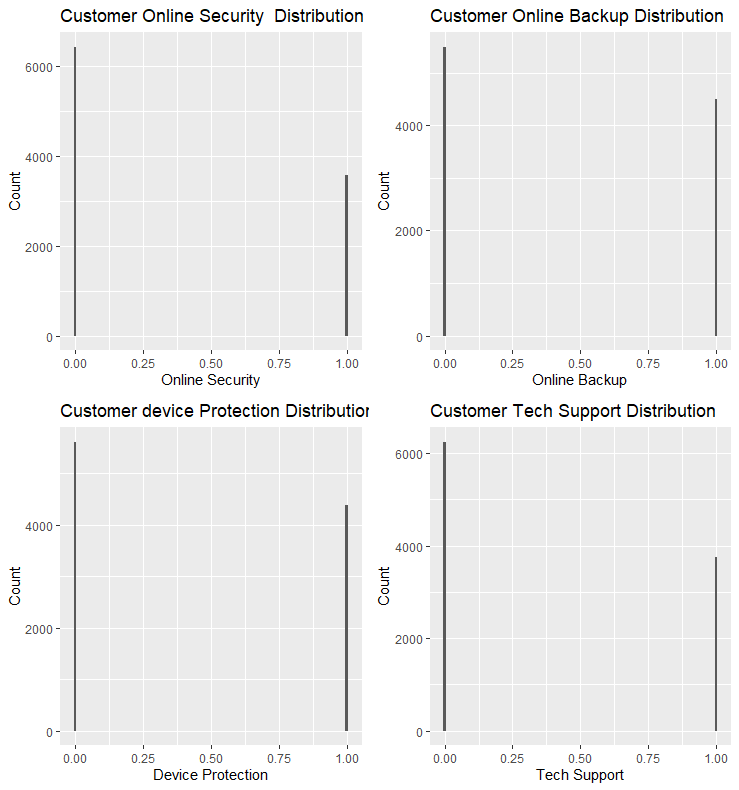 Customer Online Security  Distribution
Count
6000
4000
2000
0
0.00 0.25 0.50 0.75 1.00
Online Security
Customer Online Backup Distribution
Count
4000
2000
0
0.00 0.25 0.50 0.75 1.00
Online Backup
Customer device Protection Distribution
Count
4000
2000
0
0.00 0.25 0.50 0.75 1.00
Device Protection
Customer Tech Support Distribution
Count
6000
4000
2000
0
0.00 0.25 0.50 0.75 1.00
Tech Support